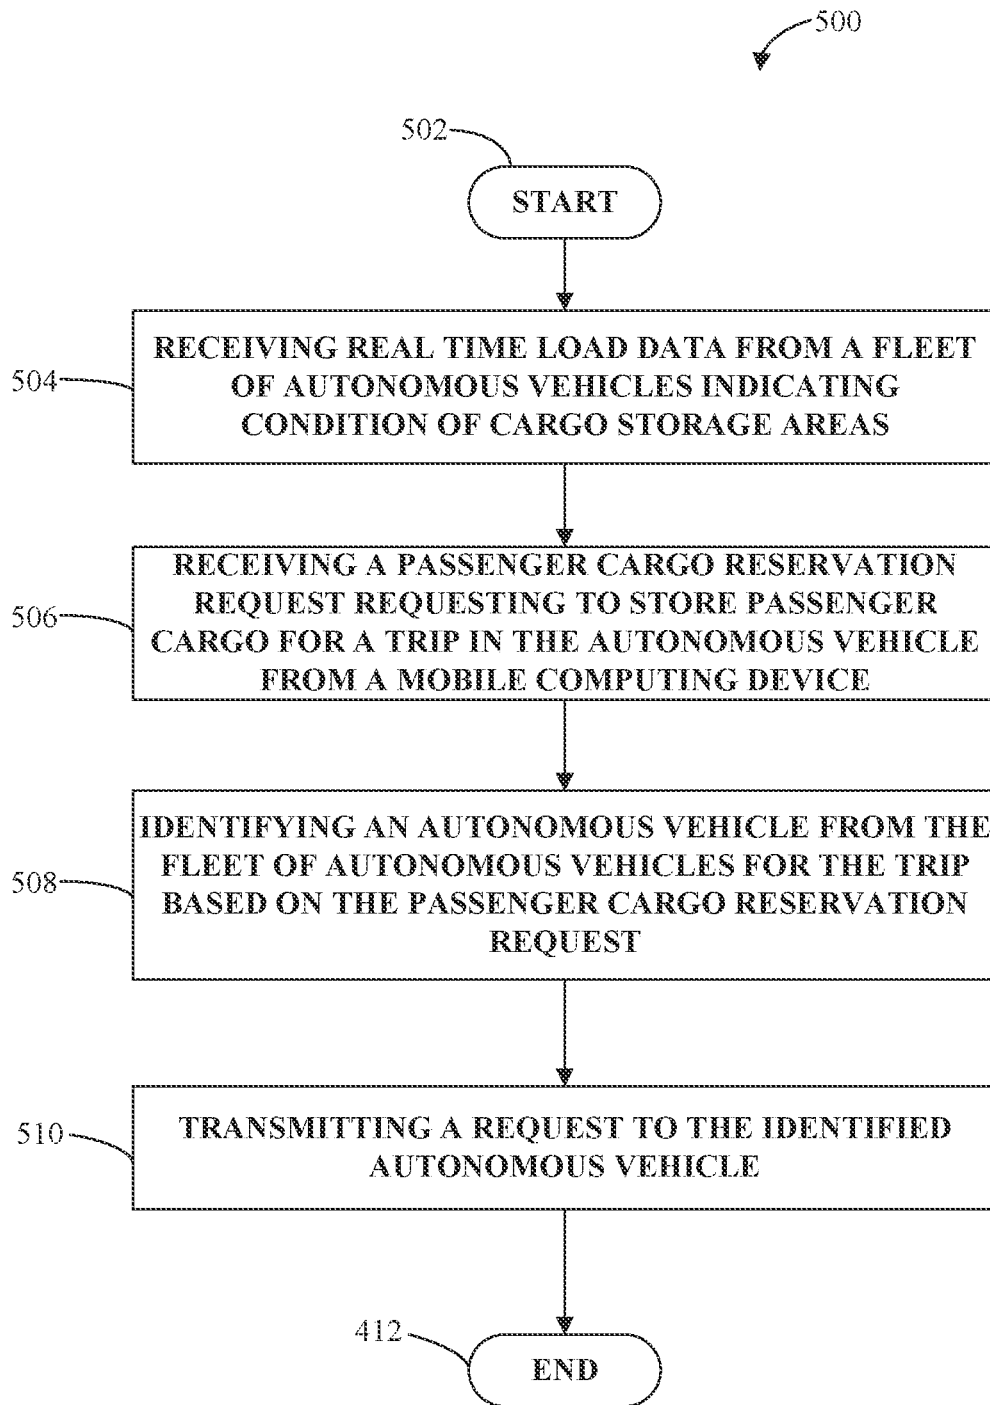 500
502
START
504
RECEIVING REAL TIME LOAD DATA FROM A FLEET
OF AUTONOMOUS VEHICLES INDICATING
CONDITION OF CARGO STORAGE AREAS
506
RECEIVING A PASSENGER CARGO RESERVATION
REQUEST REQUESTING TO STORE PASSENGER
CARGO FOR A TRIP IN THE AUTONOMOUS VEHICLE
FROM A MOBILE COMPUTING DEVICE
508
IDENTIFYING AN AUTONOMOUS VEHICLE FROM THE
FLEET OF AUTONOMOUS VEHICLES FOR THE TRIP
BASED ON THE PASSENGER CARGO RESERVATION
REQUEST
510
TRANSMITTING A REQUEST TO THE IDENTIFIED
AUTONOMOUS VEHICLE
412
END